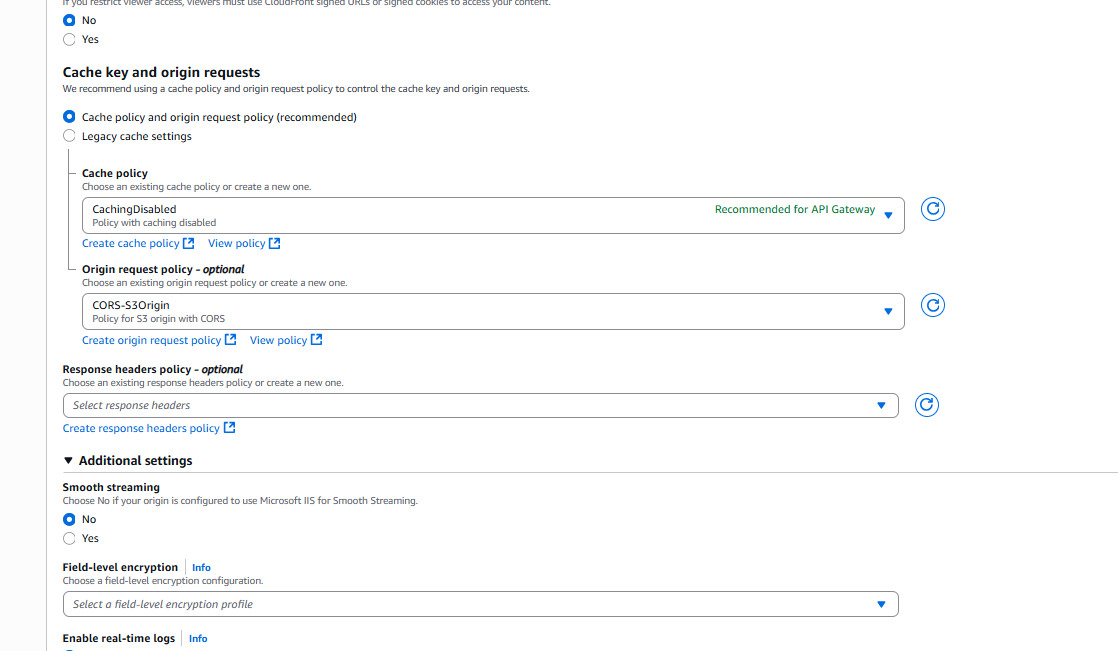 If you restrict viewer access, viewers must use CloudFront signed URLs or signed cookies to access your content.
No
Yes
Cache key and origin requests
We recommend using a cache policy and origin request policy to control the cache key and origin requests.
Cache policy and origin request policy (recommended)
Legacy cache settings
Cache policy
Choose an existing cache policy or create a new one.
CachingDisabled
Recommended for API Gateway
Policy with caching disabled
Create cache policy View policy
Origin request policy - optional
Choose an existing origin request policy or create a new one.
CORS-S3Origin
Policy for S3 origin with CORS
Create origin request policy View policy
Response headers policy - optional
Choose an existing response headers policy or create a new one.
Select response headers
Create response headers policy
Additional settings
Smooth streaming
Choose No if your origin is configured to use Microsoft IIS for Smooth Streaming.
No
Yes
Field-level encryption Info
Choose a field-level encryption configuration.
Select a field-level encryption profile
Enable real-time logs Info